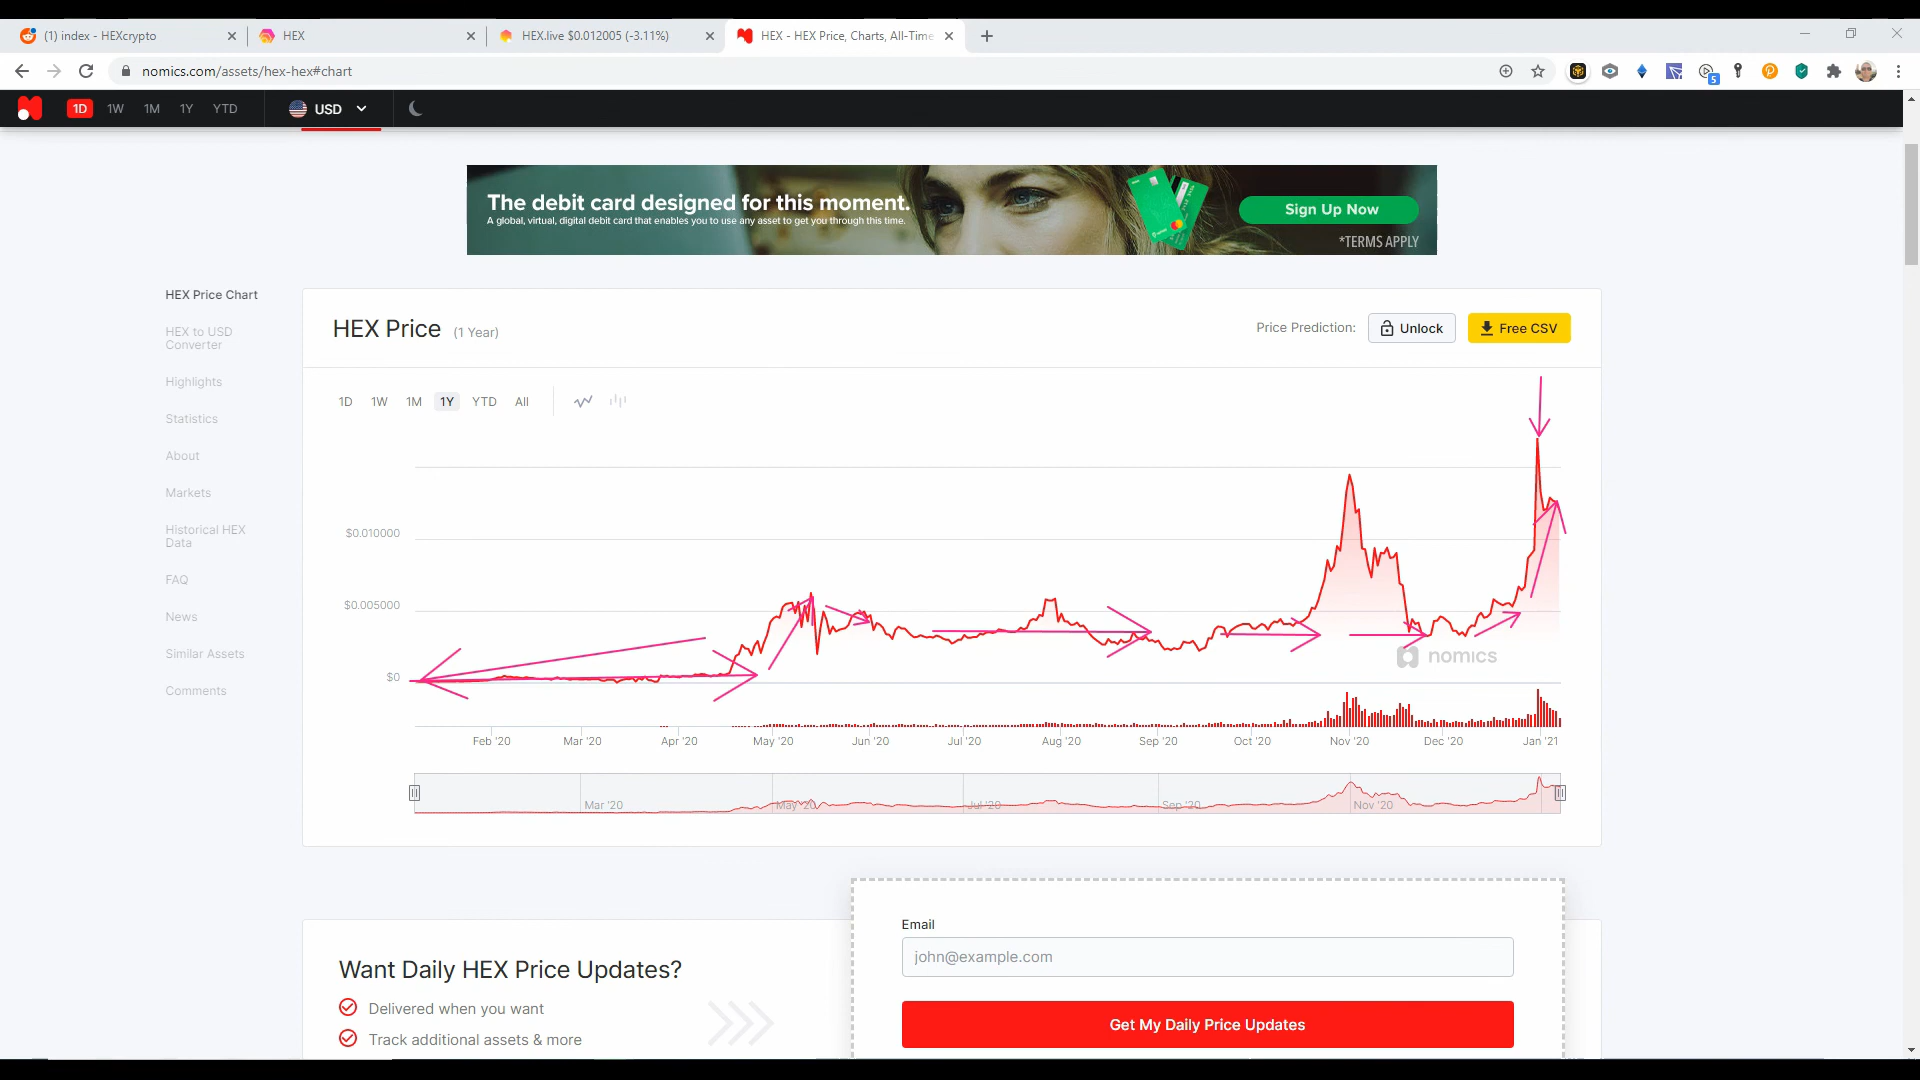 (1) index - HEXcrypto
HEX
HEX.live $0.012005 (-3.11%)
HEX - HEX Price, Charts, All-Time
nomics.com/assets/hex-hex#chart
5
1D 1W 1M 1Y YTD
USD
The debit card designed for this moment.
A global, virtual, digital debit card that enables you to use any asset to get you through this time.
Sign Up Now
*TERMS APPLY
HEX Price Chart
HEX to USD
Converter
Highlights
Statistics
About
Markets
Historical HEX
Data
FAQ
News
Similar Assets
Comments
HEX Price (1 Year)
Price Prediction:
Unlock
Free CSV
1D 1W 1M 1Y YTD All
$0.010000
$0.005000
$0
nomics
Feb '20 Mar '20 Apr '20 May '20 Jun '20 Jul '20 Aug '20 Sep '20 Oct '20 Nov '20 Dec '20 Jan '21
Mar '20 May '20 Jul '20 Sep '20 Nov '20
Want Daily HEX Price Updates?
Delivered when you want
Track additional assets & more
Email
john@example.com
Get My Daily Price Updates